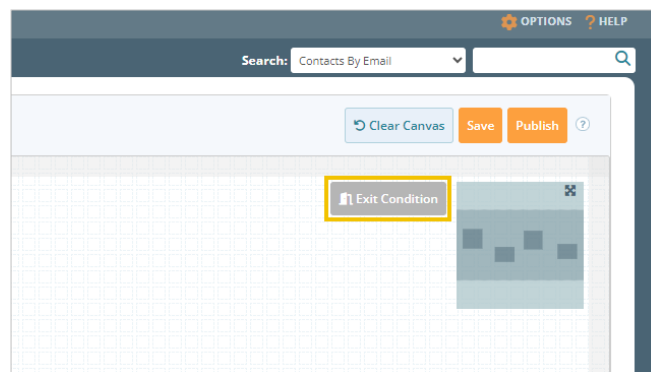 OPTIONS ? HELP
Search: Contacts By Email
Clear Canvas Save Publish ?
Exit Condition